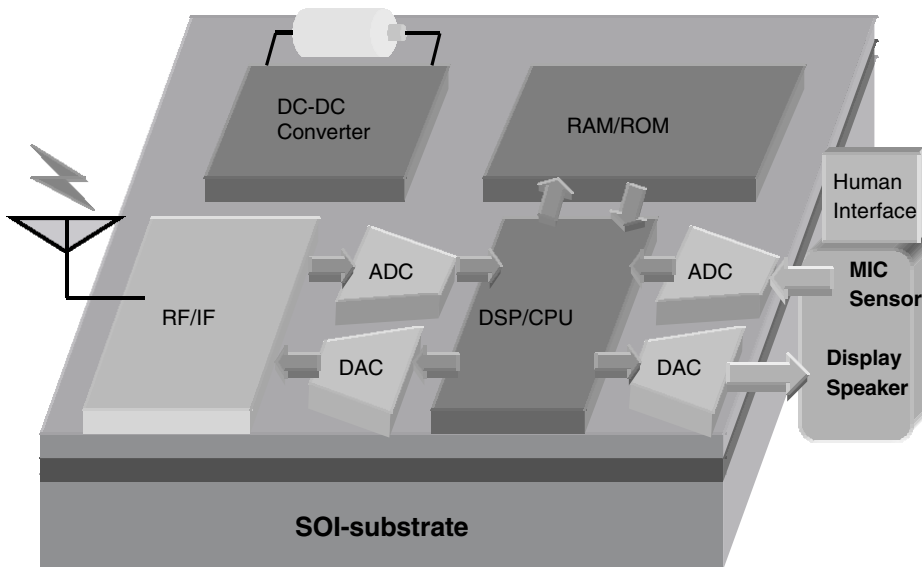 DC-DC
Converter
RAM/ROM
Human
Interface
RF/IF
ADC
DSP/CPU
ADC
MIC
Sensor
DAC
DAC
Display
Speaker
SOI-substrate